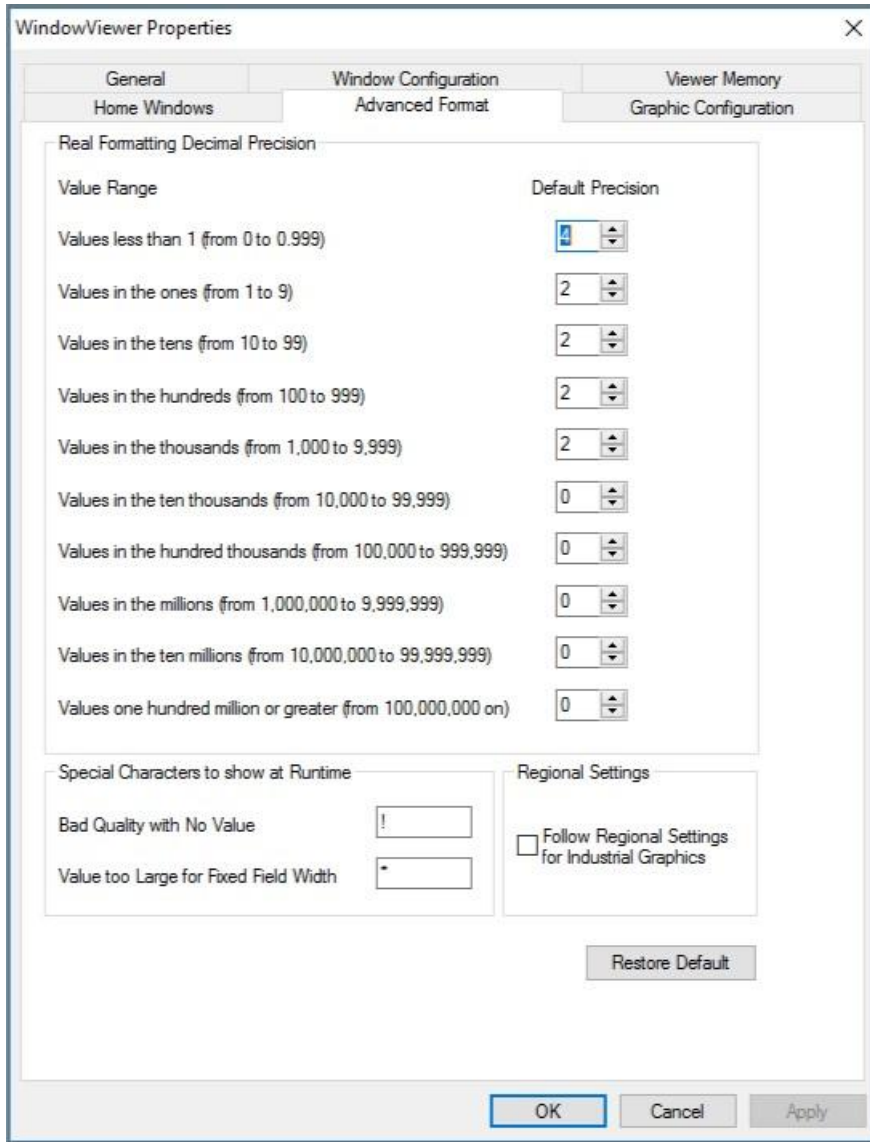 WindowViewer Properties
General Window Configuration Viewer Memory
Home Windows Advanced Format Graphic Configuration
Real Formatting Decimal Precision
Value Range Default Precision
Values less than 1 (from 0 to 0.999) 4
Values in the ones (from 1 to 9) 2
Values in the tens (from 10 to 99) 2
Values in the hundreds (from 100 to 999) 2
Values in the thousands (from 1,000 to 9,999) 2
Values in the ten thousands (from 10,000 to 99,999) 0
Values in the hundred thousands (from 100,000 to 999,999) 0
Values in the millions (from 1,000,000 to 9,999,999) 0
Values in the ten millions (from 10,000,000 to 99,999,999) 0
Values one hundred million or greater (from 100,000,000 on) 0
Special Characters to show at Runtime
Bad Quality with No Value !
Value too Large for Fixed Field Width *
Regional Settings
Follow Regional Settings
for Industrial Graphics
Restore Default
OK Cancel Apply